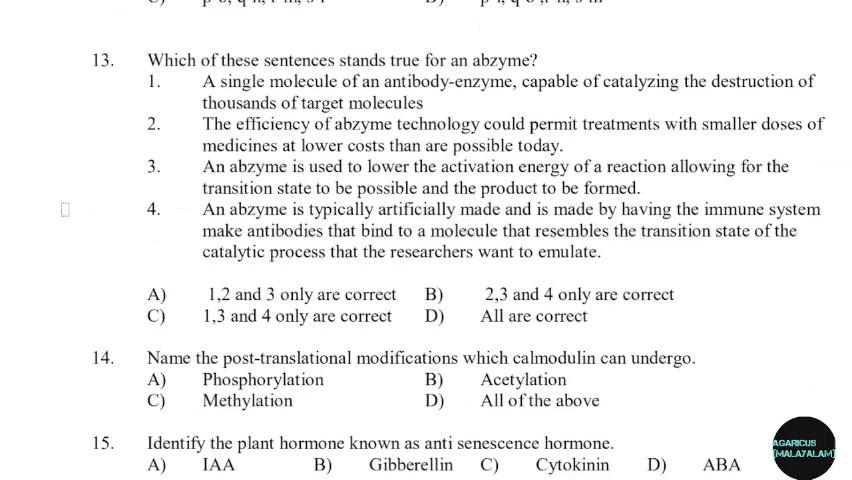 13. Which of these sentences stands true for an abzyme?
1. A single molecule of an antibody-enzyme, capable of catalyzing the destruction of
thousands of target molecules
2. The efficiency of abzyme technology could permit treatments with smaller doses of
medicines at lower costs than are possible today.
3. An abzyme is used to lower the activation energy of a reaction allowing for the
transition state to be possible and the product to be formed.
4. An abzyme is typically artificially made and is made by having the immune system
make antibodies that bind to a molecule that resembles the transition state of the
catalytic process that the researchers want to emulate.
A) 1,2 and 3 only are correct B) 2,3 and 4 only are correct
C) 1,3 and 4 only are correct D) All are correct
14. Name the post-translational modifications which calmodulin can undergo.
A) Phosphorylation B) Acetylation
C) Methylation D) All of the above
15. Identify the plant hormone known as anti senescence hormone.
A) IAA B) Gibberellin C) Cytokinin D) ABA
AGARICUS
(MALAYALAM)